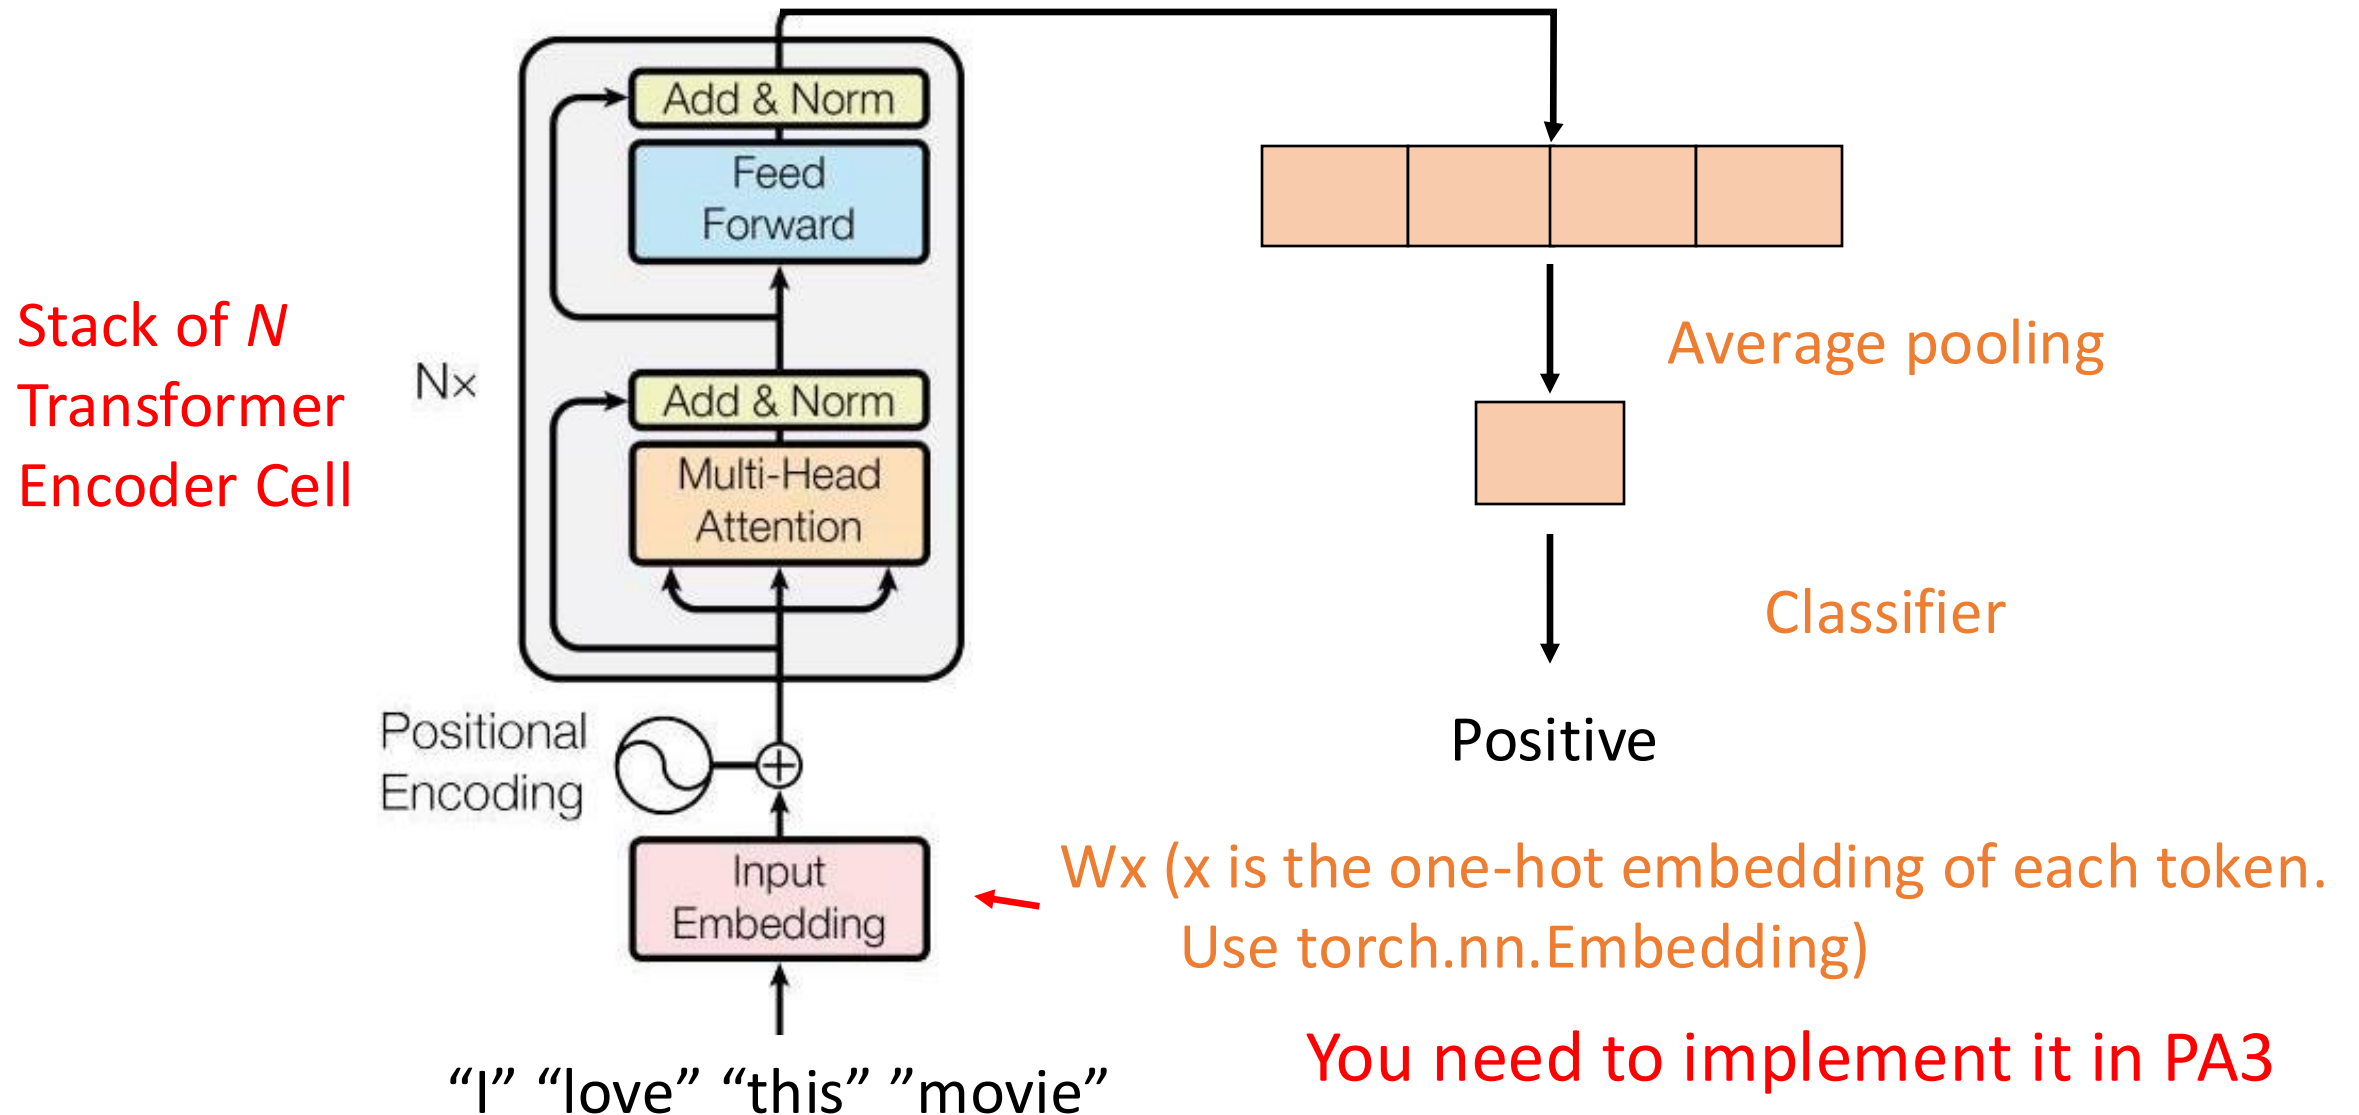 Add & Norm
Feed
Forward
Add & Norm
Multi-Head
Attention
Nx
Stack of N
Transformer
Encoder Cell
Positional
Encoding
Input
Embedding
“I” “love” “this” ”movie”
Average pooling
Classifier
Positive
Wx (x is the one-hot embedding of each token.
Use torch.nn.Embedding)
You need to implement it in PA3